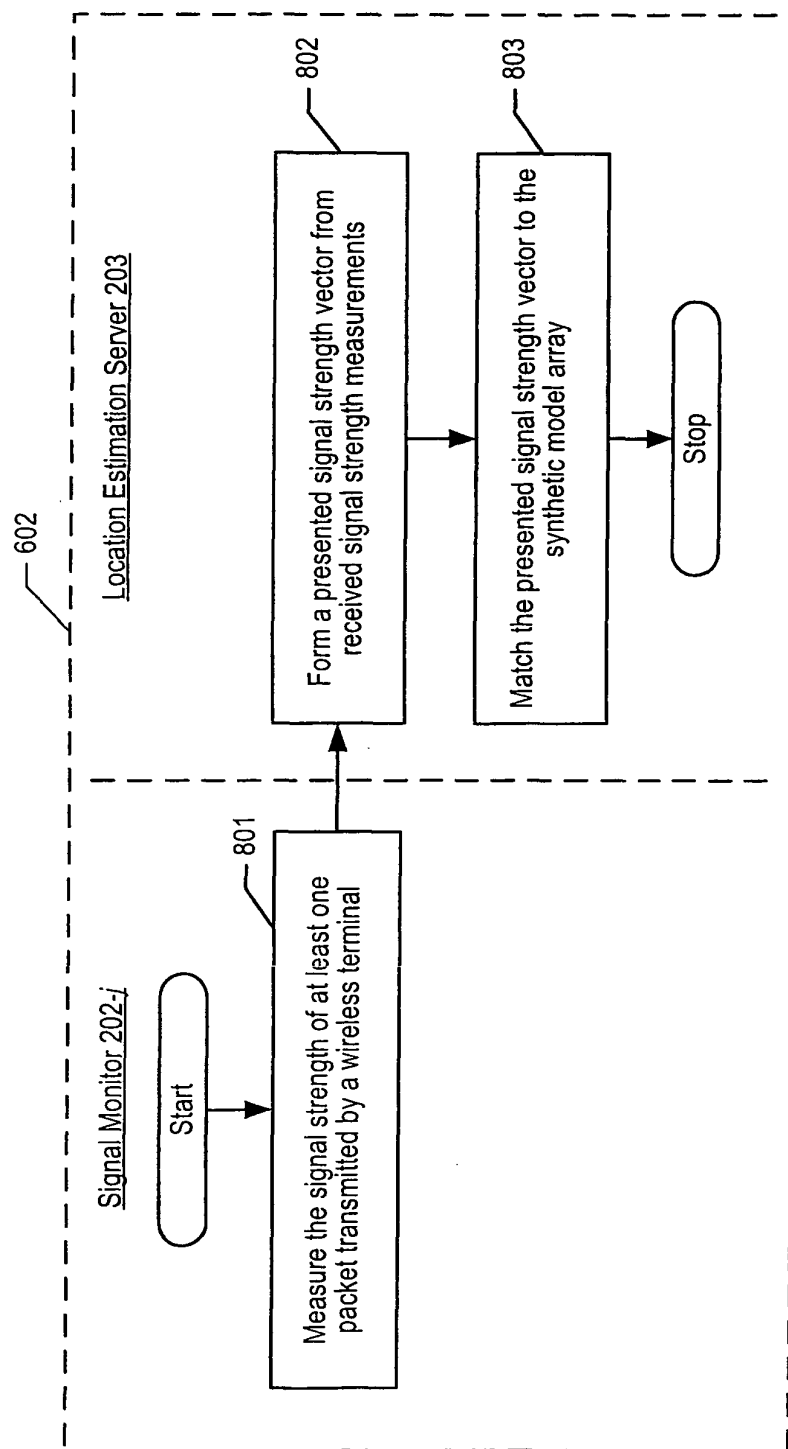 602
Signal Monitor 202-j
Start
801
Measure the signal strength of at least one
packet transmitted by a wireless terminal
Location Estimation Server 203
802
Form a presented signal strength vector from
received signal strength measurements
803
Match the presented signal strength vector to the
synthetic model array
Stop